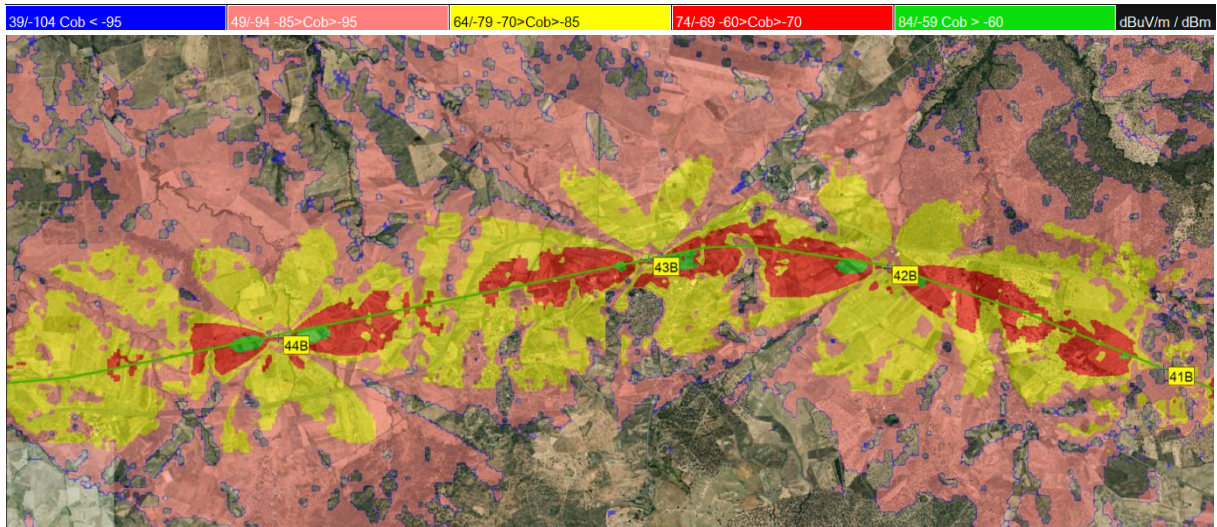 39/-104 Cob < -95
49/-94 -85>Cob>-95
64/-79 -70>Cob>-85
74/-69 -60>Cob>-70
84/-59 Cob > -60
dBuV/m / dBm
43B
42B
44B
41B